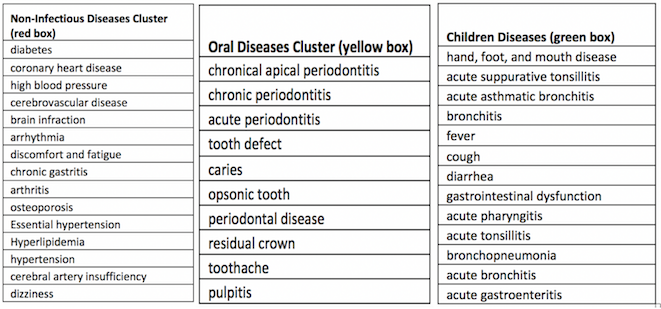 Non-Infectious Diseases Cluster
(red box)
diabetes
coronary heart disease
high blood pressure
cerebrovascular disease
brain infraction
arrhythmia
discomfort and fatigue
chronic gastritis
arthritis
osteoporosis
Essential hypertension
Hyperlipidemia
hypertension
cerebral artery insufficiency
dizziness
Oral Diseases Cluster (yellow box)
chronical apical periodontitis
chronic periodontitis
acute periodontitis
tooth defect
caries
opsonic tooth
periodontal disease
residual crown
toothache
pulpitis
Children Diseases (green box)
hand, foot, and mouth disease
acute suppurative tonsillitis
acute asthmatic bronchitis
bronchitis
fever
cough
diarrhea
gastrointestinal dysfunction
acute pharyngitis
acute tonsillitis
bronchopneumonia
acute bronchitis
acute gastroenteritis